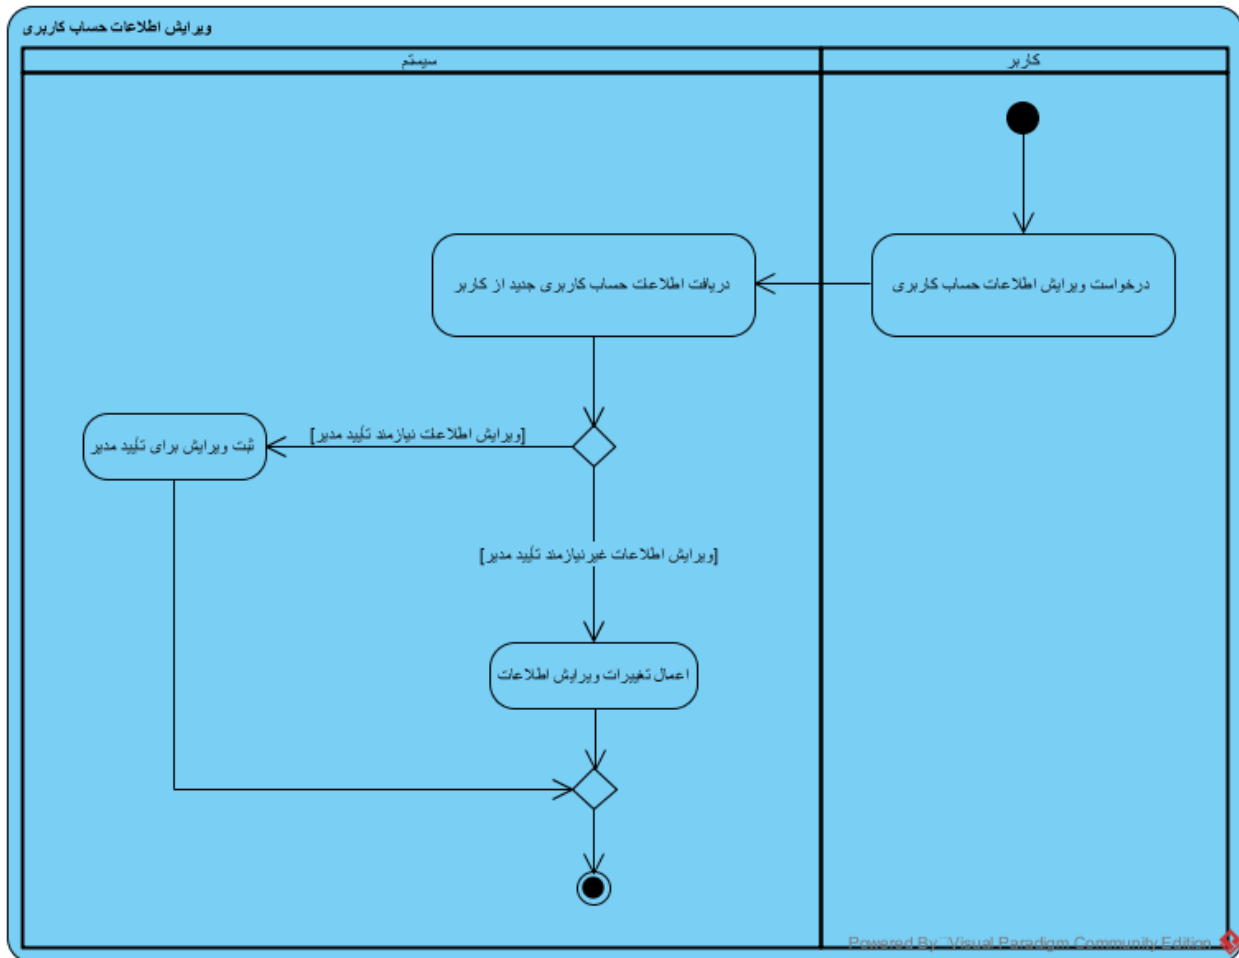 ویرایش اطلاعات حساب کاربری
کاربر
سیستم
درخواست ویرایش اطلاعات حساب کاربری
دریافت اطلاعات حساب کاربری جدید از کاربر
[ویرایش اطلاعات نیازمند تأیید مدیر]
ثبت ویرایش برای تأیید مدیر
[ویرایش اطلاعات غیرنیازمند تأیید مدیر]
اعمال تغییرات ویرایش اطلاعات
Powered By Visual Paradigm Community Edition